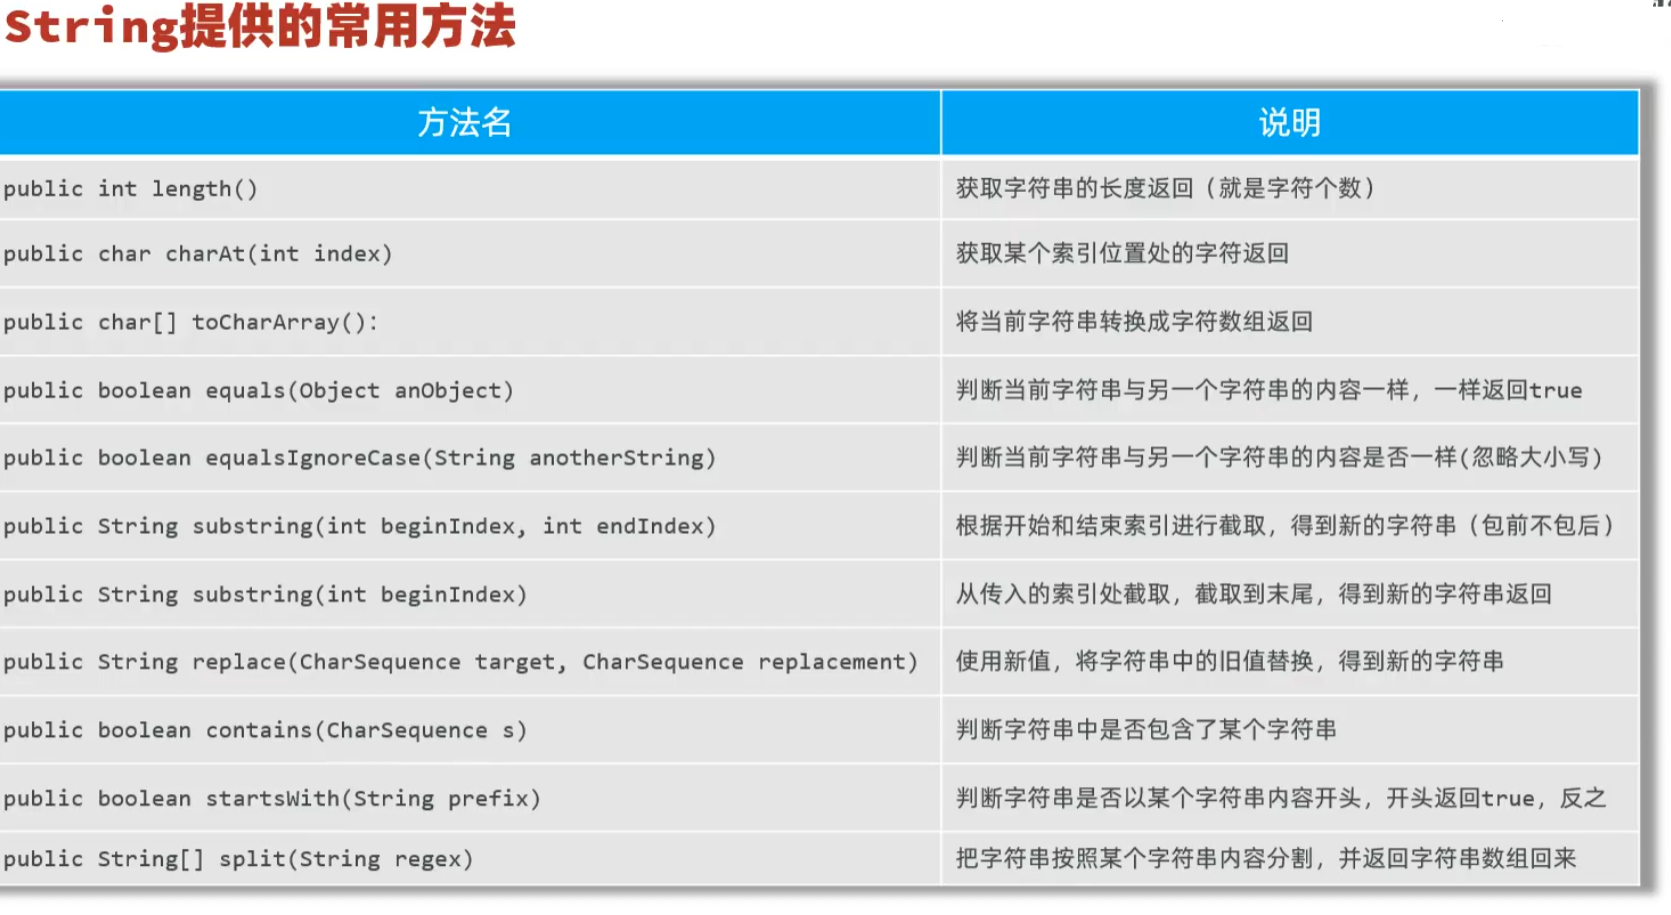 String提供的常用方法
方法名 说明
public int length() 获取字符串的长度返回（就是字符个数）
public char charAt(int index) 获取某个索引位置处的字符返回
public char[] toCharArray(): 将当前字符串转换成字符数组返回
public boolean equals(Object anObject) 判断当前字符串与另一个字符串的内容一样，一样返回true
public boolean equalsIgnoreCase(String anotherString) 判断当前字符串与另一个字符串的内容是否一样(忽略大小写)
public String substring(int beginIndex, int endIndex) 根据开始和结束索引进行截取，得到新的字符串（包前不包后）
public String substring(int beginIndex) 从传入的索引处截取，截取到末尾，得到新的字符串返回
public String replace(CharSequence target, CharSequence replacement) 使用新值，将字符串中的旧值替换，得到新的字符串
public boolean contains(CharSequence s) 判断字符串中是否包含了某个字符串
public boolean startsWith(String prefix) 判断字符串是否以某个字符串内容开头，开头返回true，反之
public String[] split(String regex) 把字符串按照某个字符串内容分割，并返回字符串数组回来